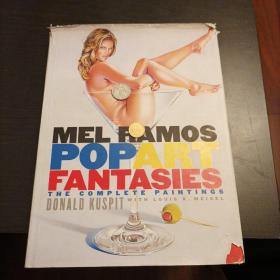 MEL RAMOS
POP ART
FANTASIES
THE COMPLETE PAINTINGS
DONALD KUSPIT WITH LOUIS K. MEISEL